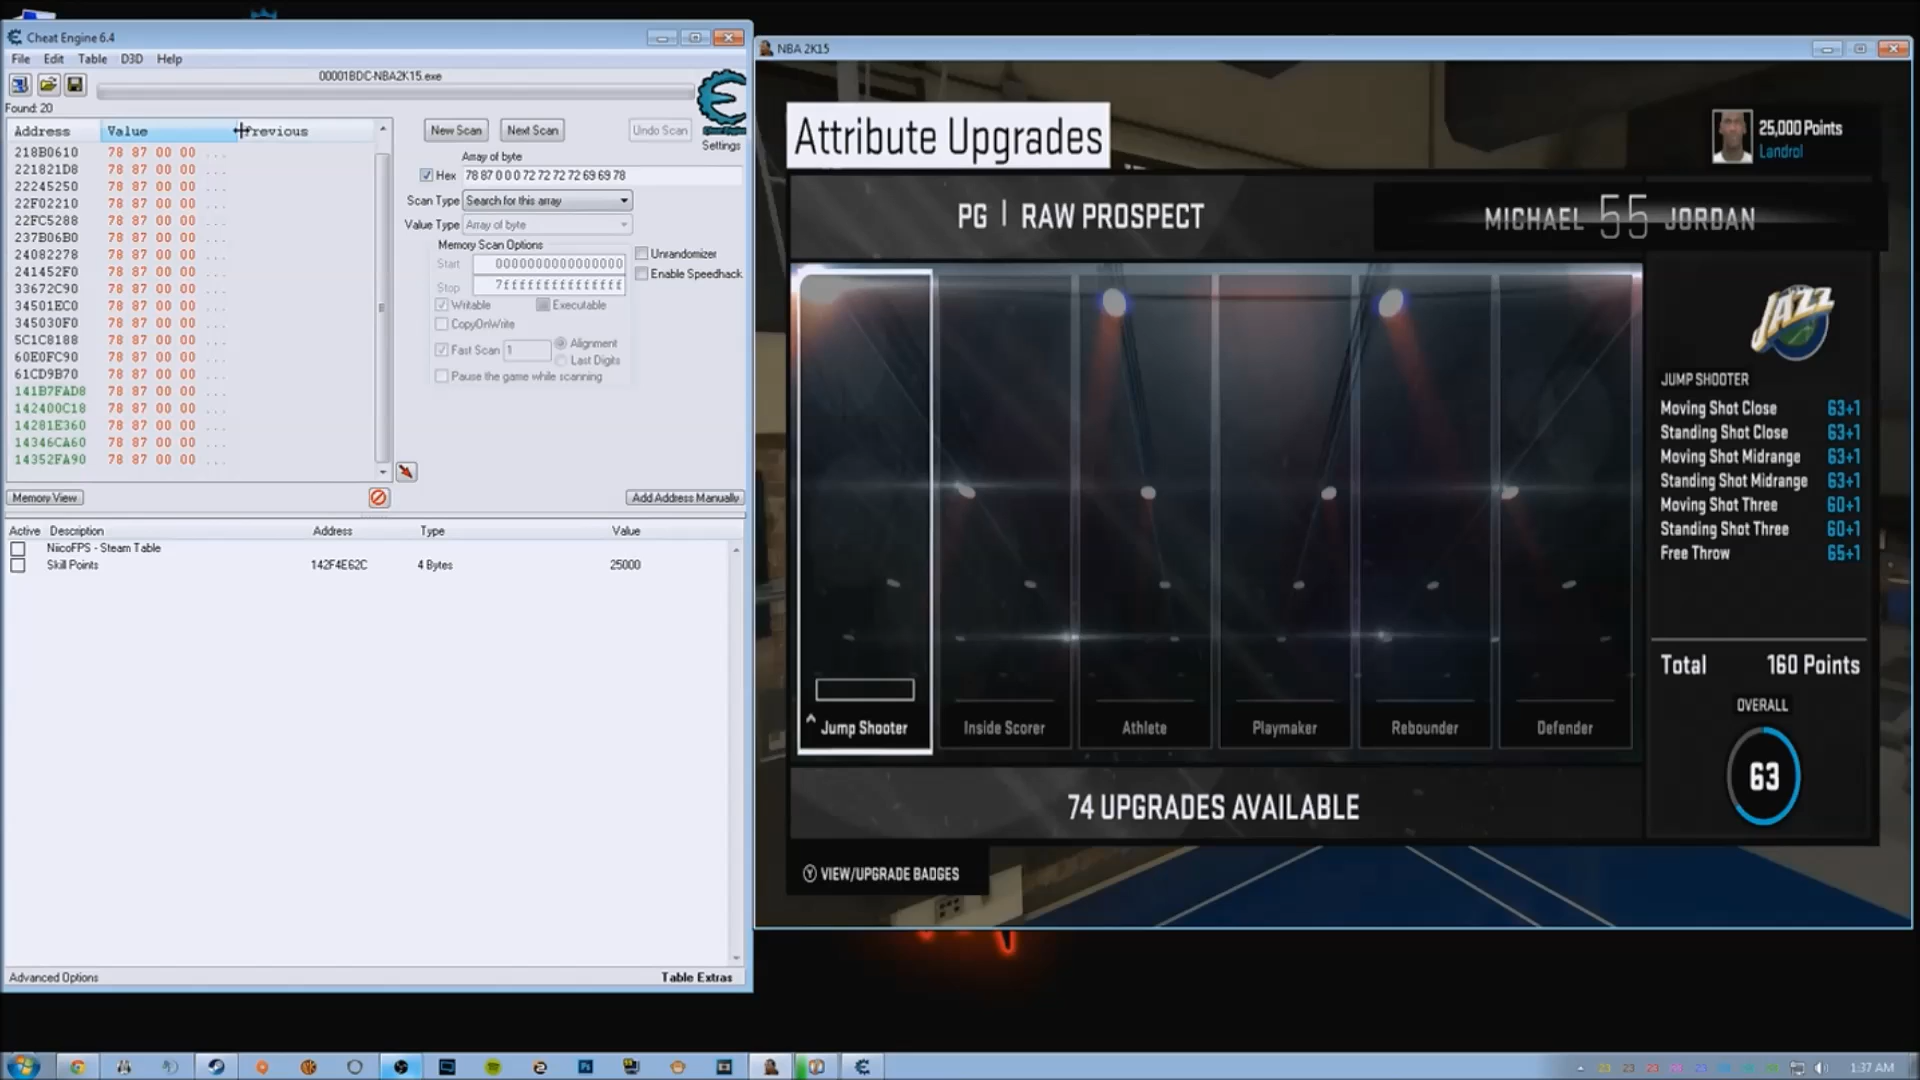 Cheat Engine 6.4
File Edit Table D3D Help
00001BDC-NBA2K15.exe
Found: 20
Address Value Previous
218B0610 78 87 00 00 ...
221821D8 78 87 00 00 ...
22245250 78 87 00 00 ...
22F02210 78 87 00 00 ...
22FC5288 78 87 00 00 ...
237B06B0 78 87 00 00 ...
24082278 78 87 00 00 ...
241452F0 78 87 00 00 ...
33672C90 78 87 00 00 ...
34501EC0 78 87 00 00 ...
345030F0 78 87 00 00 ...
5C1C8188 78 87 00 00 ...
60E0FC90 78 87 00 00 ...
61CD9B70 78 87 00 00 ...
141B7FAD8 78 87 00 00 ...
142400C18 78 87 00 00 ...
14281E360 78 87 00 00 ...
14346CA60 78 87 00 00 ...
14352FA90 78 87 00 00 ...
New Scan Next Scan Undo Scan
Settings
Array of byte
Hex 78 87 0 0 0 72 72 72 72 69 69 78
Scan Type Search for this array
Value Type Array of byte
Memory Scan Options
Start 0000000000000000
Stop 7fffffffffffffff
Writable Executable
CopyOnWrite
Fast Scan 1 Alignment
Last Digits
Pause the game while scanning
Unrandomizer
Enable Speedhack
Memory View Add Address Manually
Active Description Address Type Value
NiicoFPS - Steam Table
Skill Points 142F4E62C 4 Bytes 25000
Advanced Options Table Extras
NBA 2K15
Attribute Upgrades
25,000 Points
Landrol
PG | RAW PROSPECT
MICHAEL 55 JORDAN
JAZZ
JUMP SHOOTER
Moving Shot Close 63+1
Standing Shot Close 63+1
Moving Shot Midrange 63+1
Standing Shot Midrange 63+1
Moving Shot Three 60+1
Standing Shot Three 60+1
Free Throw 65+1
Total 160 Points
OVERALL
63
Jump Shooter Inside Scorer Athlete Playmaker Rebounder Defender
74 UPGRADES AVAILABLE
Y VIEW/UPGRADE BADGES
1:37 AM